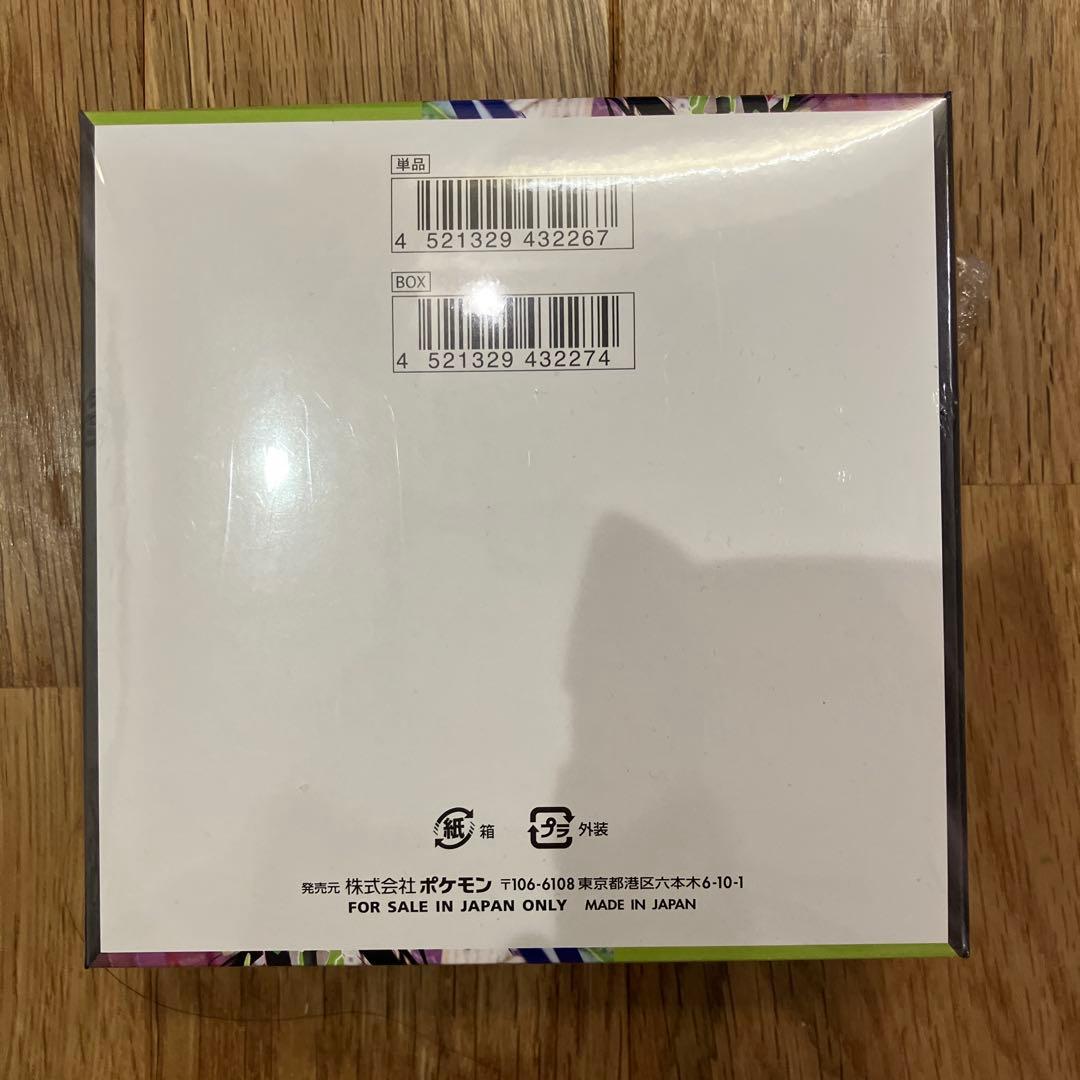 単品
4 521329 432267
BOX
4 521329 432274
紙 箱 プラ 外装
発売元 株式会社 ポケモン 〒106-6108 東京都港区六本木6-10-1
FOR SALE IN JAPAN ONLY MADE IN JAPAN